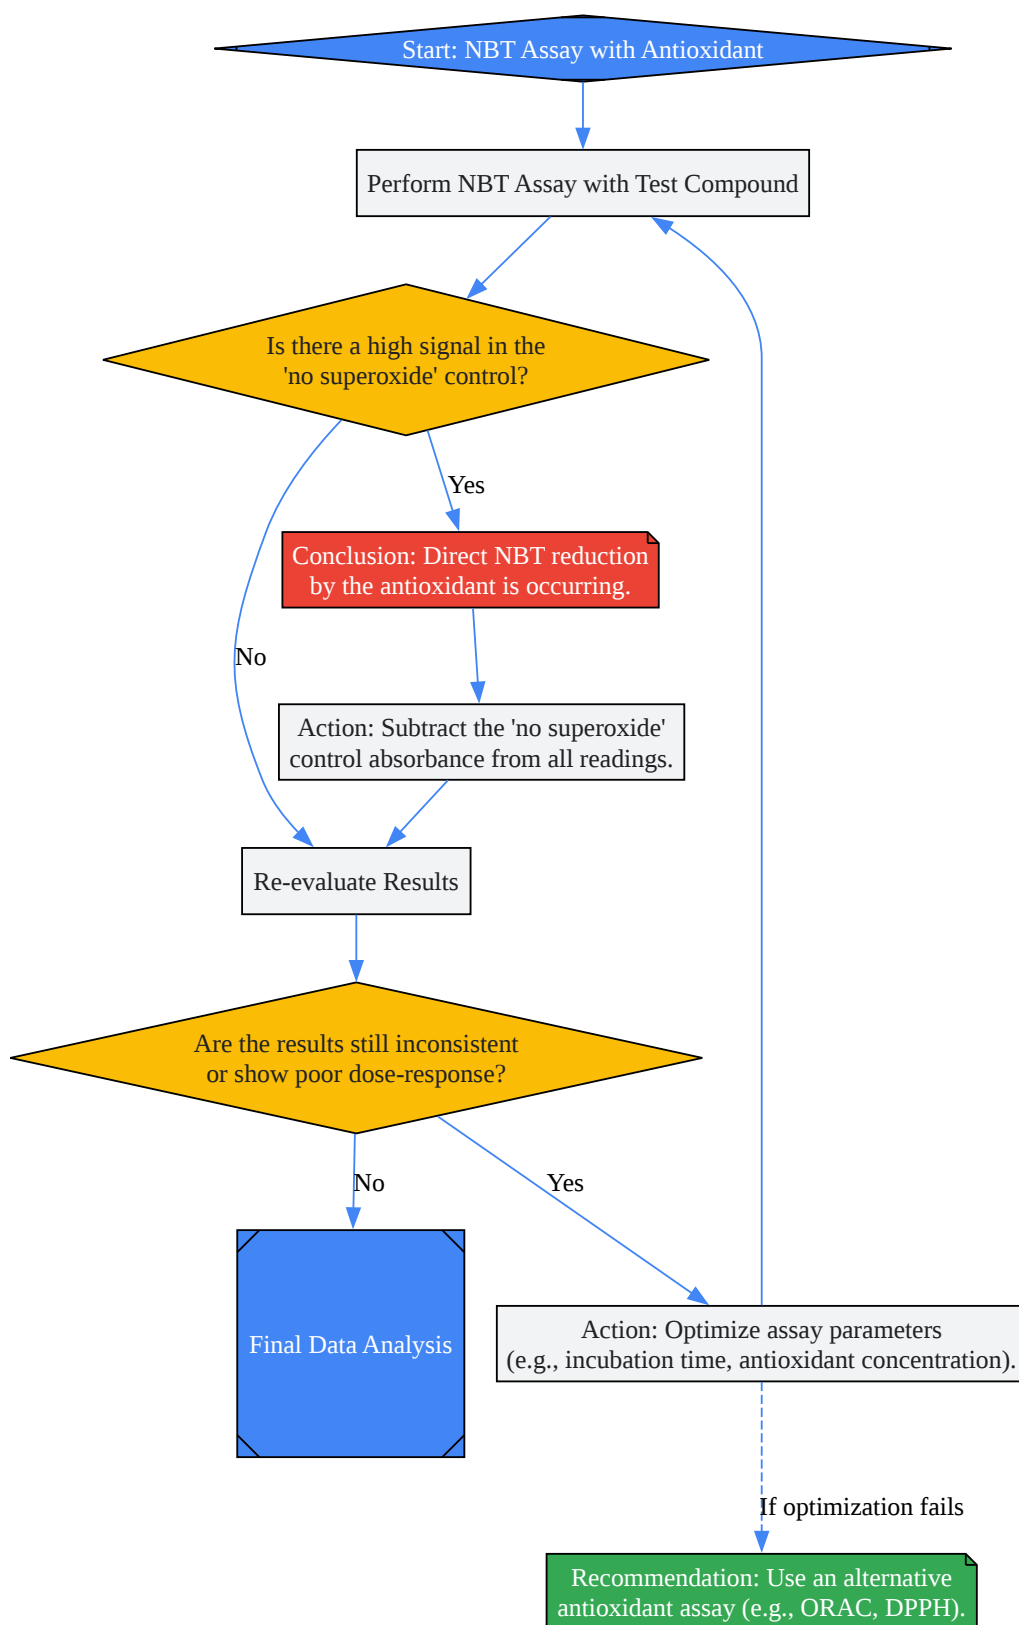 Start: NBT Assay with Antioxidant
Perform NBT Assay with Test Compound
Is there a high signal in the
'no superoxide' control?
Yes
Conclusion: Direct NBT reduction
by the antioxidant is occurring.
No
Action: Subtract the 'no superoxide'
control absorbance from all readings.
Re-evaluate Results
Are the results still inconsistent
or show poor dose-response?
No
Yes
Final Data Analysis
Action: Optimize assay parameters
(e.g., incubation time, antioxidant concentration).
If optimization fails
Recommendation: Use an alternative
antioxidant assay (e.g., ORAC, DPPH).